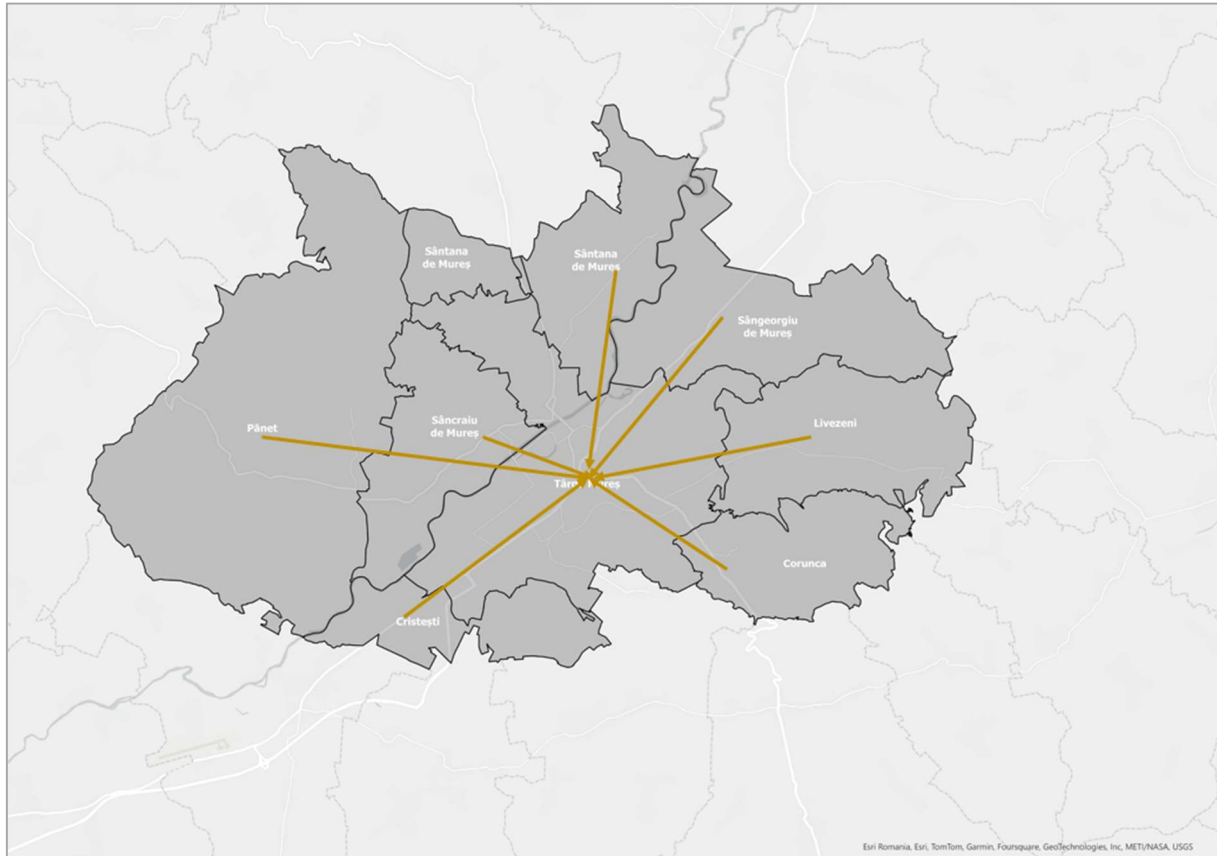 Sântana
de Mureș
Sântana
de Mureș
Sângeorgiu
de Mureș
Pănet
Sâncraiu
de Mureș
Livezeni
Mureș
Corunca
Cristești
Esri Romania, Esri, TomTom, Garmin, Foursquare, GeoTechnologies, Inc, METI/NASA, USGS